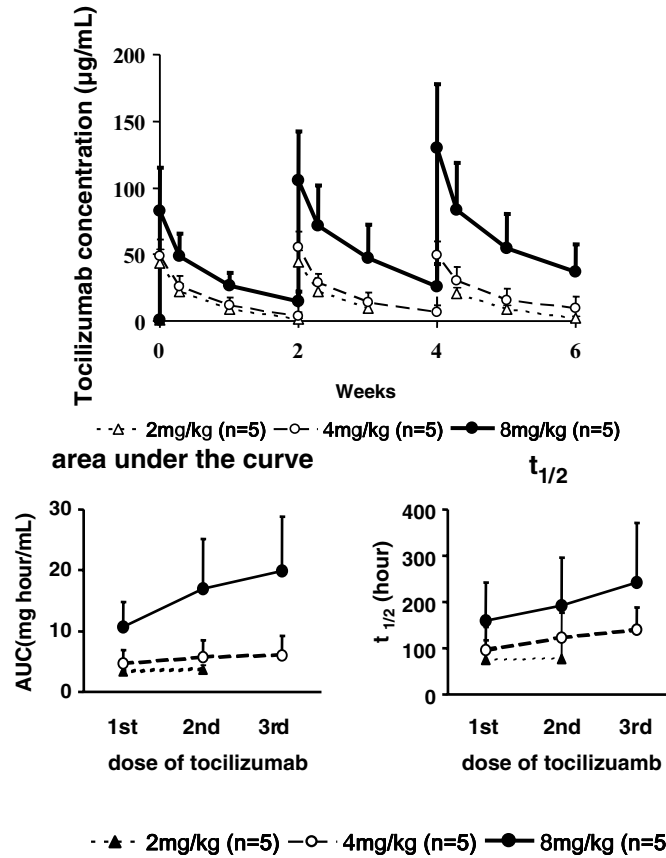 Tocilizumab concentration (µg/mL)
200
150
100
50
0
0 2 4 6
Weeks
2mg/kg (n=5) 4mg/kg (n=5) 8mg/kg (n=5)
area under the curve
t1/2
AUC(mg hour/mL)
30
20
10
0
1st 2nd 3rd
dose of tocilizumab
t 1/2 (hour)
400
300
200
100
0
1st 2nd 3rd
dose of tocilizuamb
2mg/kg (n=5) 4mg/kg (n=5) 8mg/kg (n=5